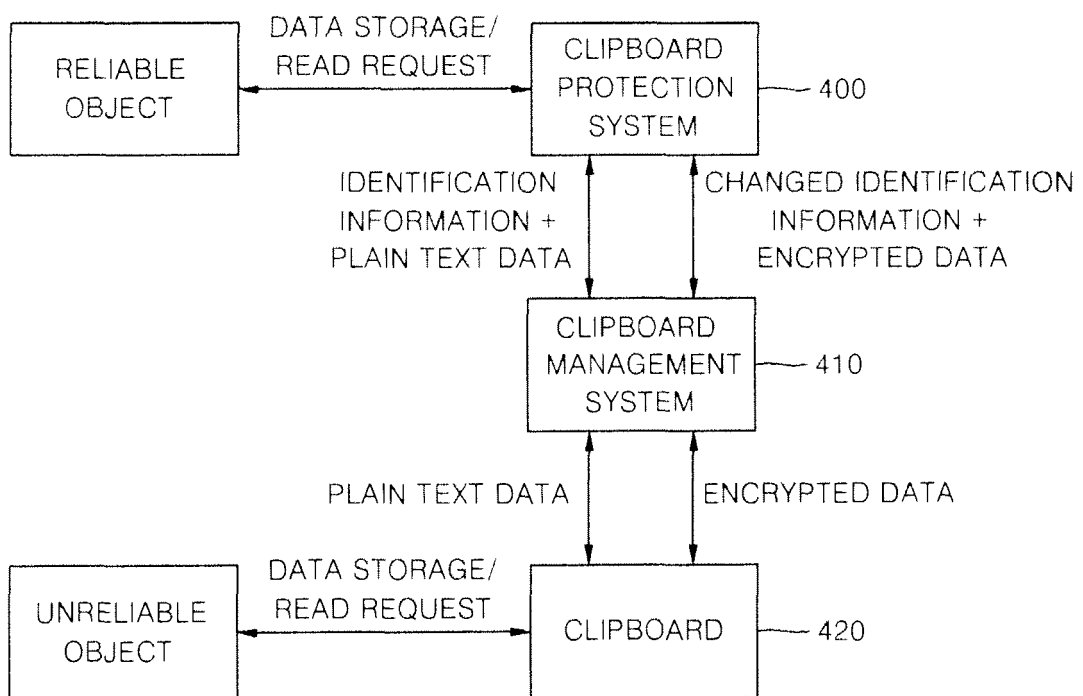 RELIABLE
OBJECT
DATA STORAGE/
READ REQUEST
CLIPBOARD
PROTECTION
SYSTEM
400
IDENTIFICATION
INFORMATION +
PLAIN TEXT DATA
CHANGED IDENTIFICATION
INFORMATION +
ENCRYPTED DATA
CLIPBOARD
MANAGEMENT
SYSTEM
410
PLAIN TEXT DATA
ENCRYPTED DATA
UNRELIABLE
OBJECT
DATA STORAGE/
READ REQUEST
CLIPBOARD
420